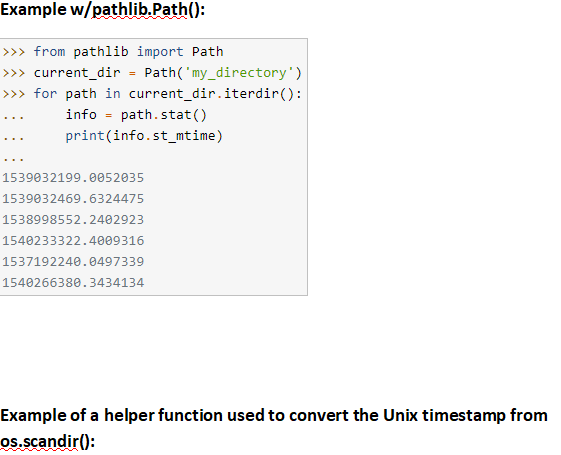 Example w/pathlib.Path():
>>> from pathlib import Path
>>> current_dir = Path('my_directory')
>>> for path in current_dir.iterdir():
...     info = path.stat()
...     print(info.st_mtime)
...
1539032199.0052035
1539032469.6324475
1538998552.2402923
1540233322.4009316
1537192240.0497339
1540266380.3434134
Example of a helper function used to convert the Unix timestamp from
os.scandir():